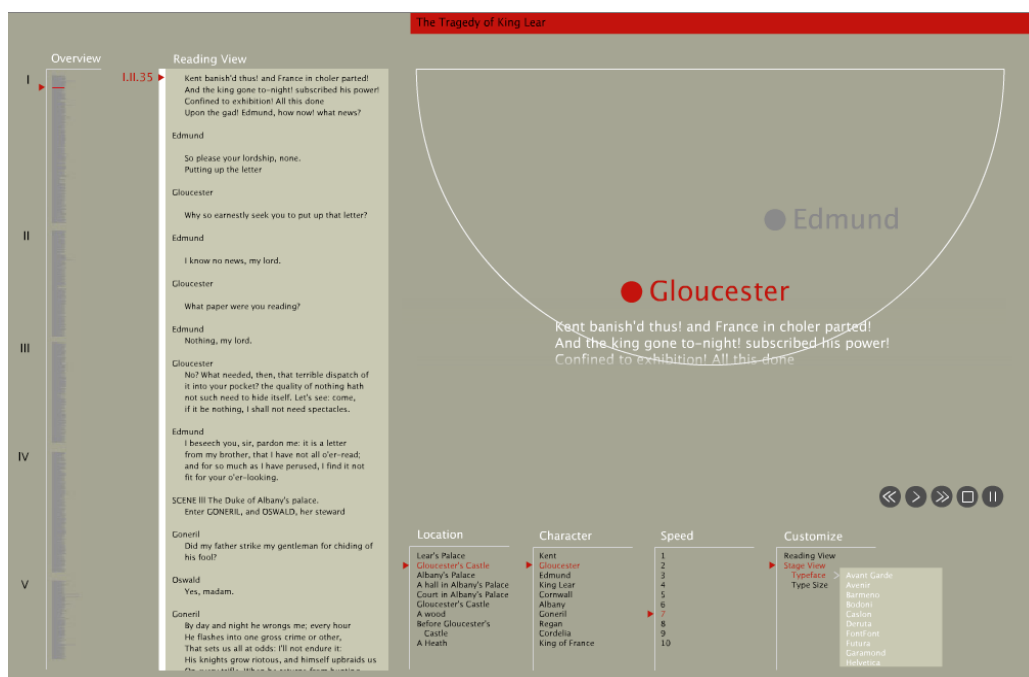 The Tragedy of King Lear
Overview
I
II
III
IV
V
Reading View
I.II.35
Kent banish'd thus! and France in choler parted!
And the king gone to-night! subscribed his power!
Confined to exhibition! All this done
Upon the gad! Edmund, how now! what news?
Edmund
So please your lordship, none.
Putting up the letter
Gloucester
Why so earnestly seek you to put up that letter?
Edmund
I know no news, my lord.
Gloucester
What paper were you reading?
Edmund
Nothing, my lord.
Gloucester
No? What needed, then, that terrible dispatch of
it into your pocket? the quality of nothing hath
not such need to hide itself. Let's see: come,
if it be nothing, I shall not need spectacles.
Edmund
I beseech you, sir, pardon me: it is a letter
from my brother, that I have not all o'er-read;
and for so much as I have perused, I find it not
fit for your o'er-looking.
SCENE III The Duke of Albany's palace.
Enter GONERIL, and OSWALD, her steward
Goneril
Did my father strike my gentleman for chiding of
his fool?
Oswald
Yes, madam.
Goneril
By day and night he wrongs me; every hour
He flashes into one gross crime or other,
That sets us all at odds: I'll not endure it:
His knights grow riotous, and himself upbraids us
On every trifle. When he returns from hunting,
Edmund
Gloucester
Kent banish'd thus! and France in choler parted!
And the king gone to-night! subscribed his power!
Confined to exhibition! All this done
Location
Lear's Palace
Gloucester's Castle
Albany's Palace
A hall in Albany's Palace
Court in Albany's Palace
Gloucester's Castle
A wood
Before Gloucester's
Castle
A Heath
Character
Kent
Gloucester
Edmund
King Lear
Cornwall
Albany
Goneril
Regan
Cordelia
King of France
Speed
1
2
3
4
5
6
7
8
9
10
Customize
Reading View
Stage View
Typeface >
Type Size
Avant Garde
Avenir
Barmeno
Bodoni
Caslon
Deruta
FontFont
Futura
Garamond
Helvetica